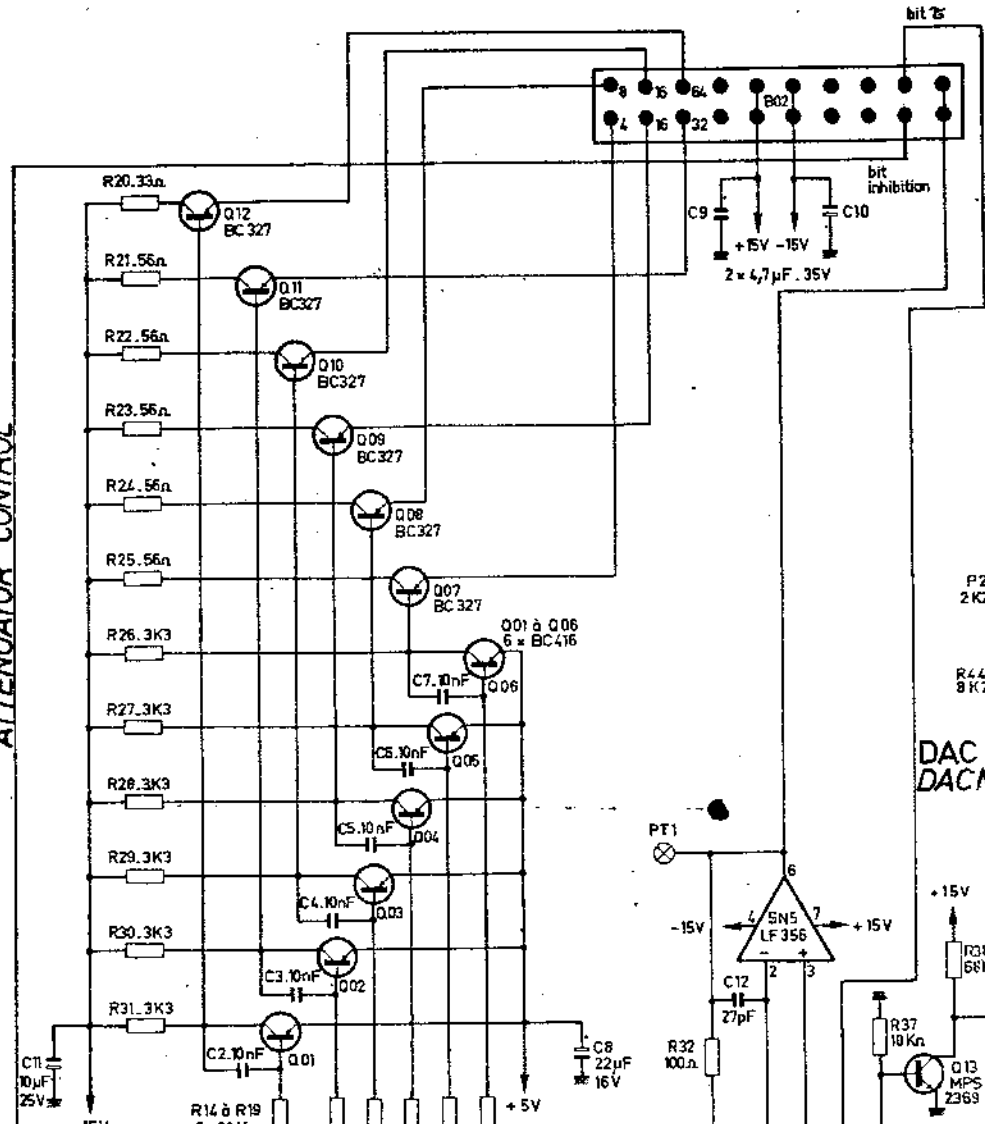 bit 25
8 16 64
B02
4 16 32
bit
inhibition
R20.33Ω
Q12
BC327
C9
C10
+15V -15V
2 x 4,7µF.35V
R21.56Ω
Q11
BC327
R22.56Ω
Q10
BC327
R23.56Ω
Q09
BC327
ATTENUATOR CONTROL
R24.56Ω
Q08
BC327
R25.56Ω
Q07
BC327
R26.3K3
Q01 à Q06
6 x BC416
C7.10nF
Q06
R27.3K3
C6.10nF
Q05
R28.3K3
C5.10nF
Q04
R29.3K3
C4.10nF
Q03
R30.3K3
C3.10nF
Q02
R31.3K3
C2.10nF
Q01
C11
10µF
25V
C8
22µF
16V
R14 à R19
+5V
R44
DAC
PT1
6
-15V
4
SN5
LF356
7
+15V
- +
2 3
C12
27pF
R32
100Ω
+15V
R37
10KΩ
Q13
MPS
2369